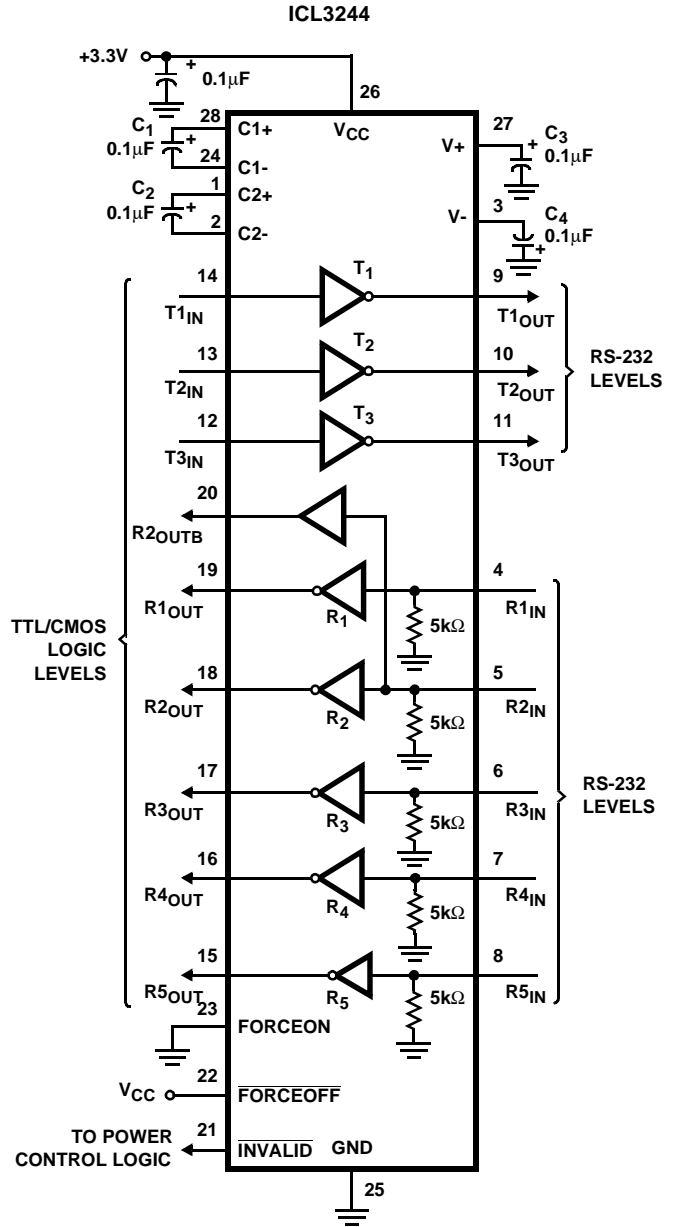 ICL3244
+3.3V
+
0.1μF
26
28
C1+
VCC
27
V+
C1
0.1μF
+
24
C1-
+
C3
0.1μF
1
C2+
C2
0.1μF
+
2
C2-
3
V-
C4
0.1μF
+
14
T1IN
T1
9
T1OUT
13
T2IN
T2
10
T2OUT
12
T3IN
T3
11
T3OUT
RS-232
LEVELS
20
R2OUTB
19
R1OUT
R1
5kΩ
4
R1IN
TTL/CMOS
LOGIC
LEVELS
18
R2OUT
R2
5kΩ
5
R2IN
17
R3OUT
R3
5kΩ
6
R3IN
RS-232
LEVELS
16
R4OUT
R4
5kΩ
7
R4IN
15
R5OUT
R5
5kΩ
8
R5IN
23
FORCEON
VCC
22
FORCEOFF
TO POWER
CONTROL LOGIC
21
INVALID
GND
25